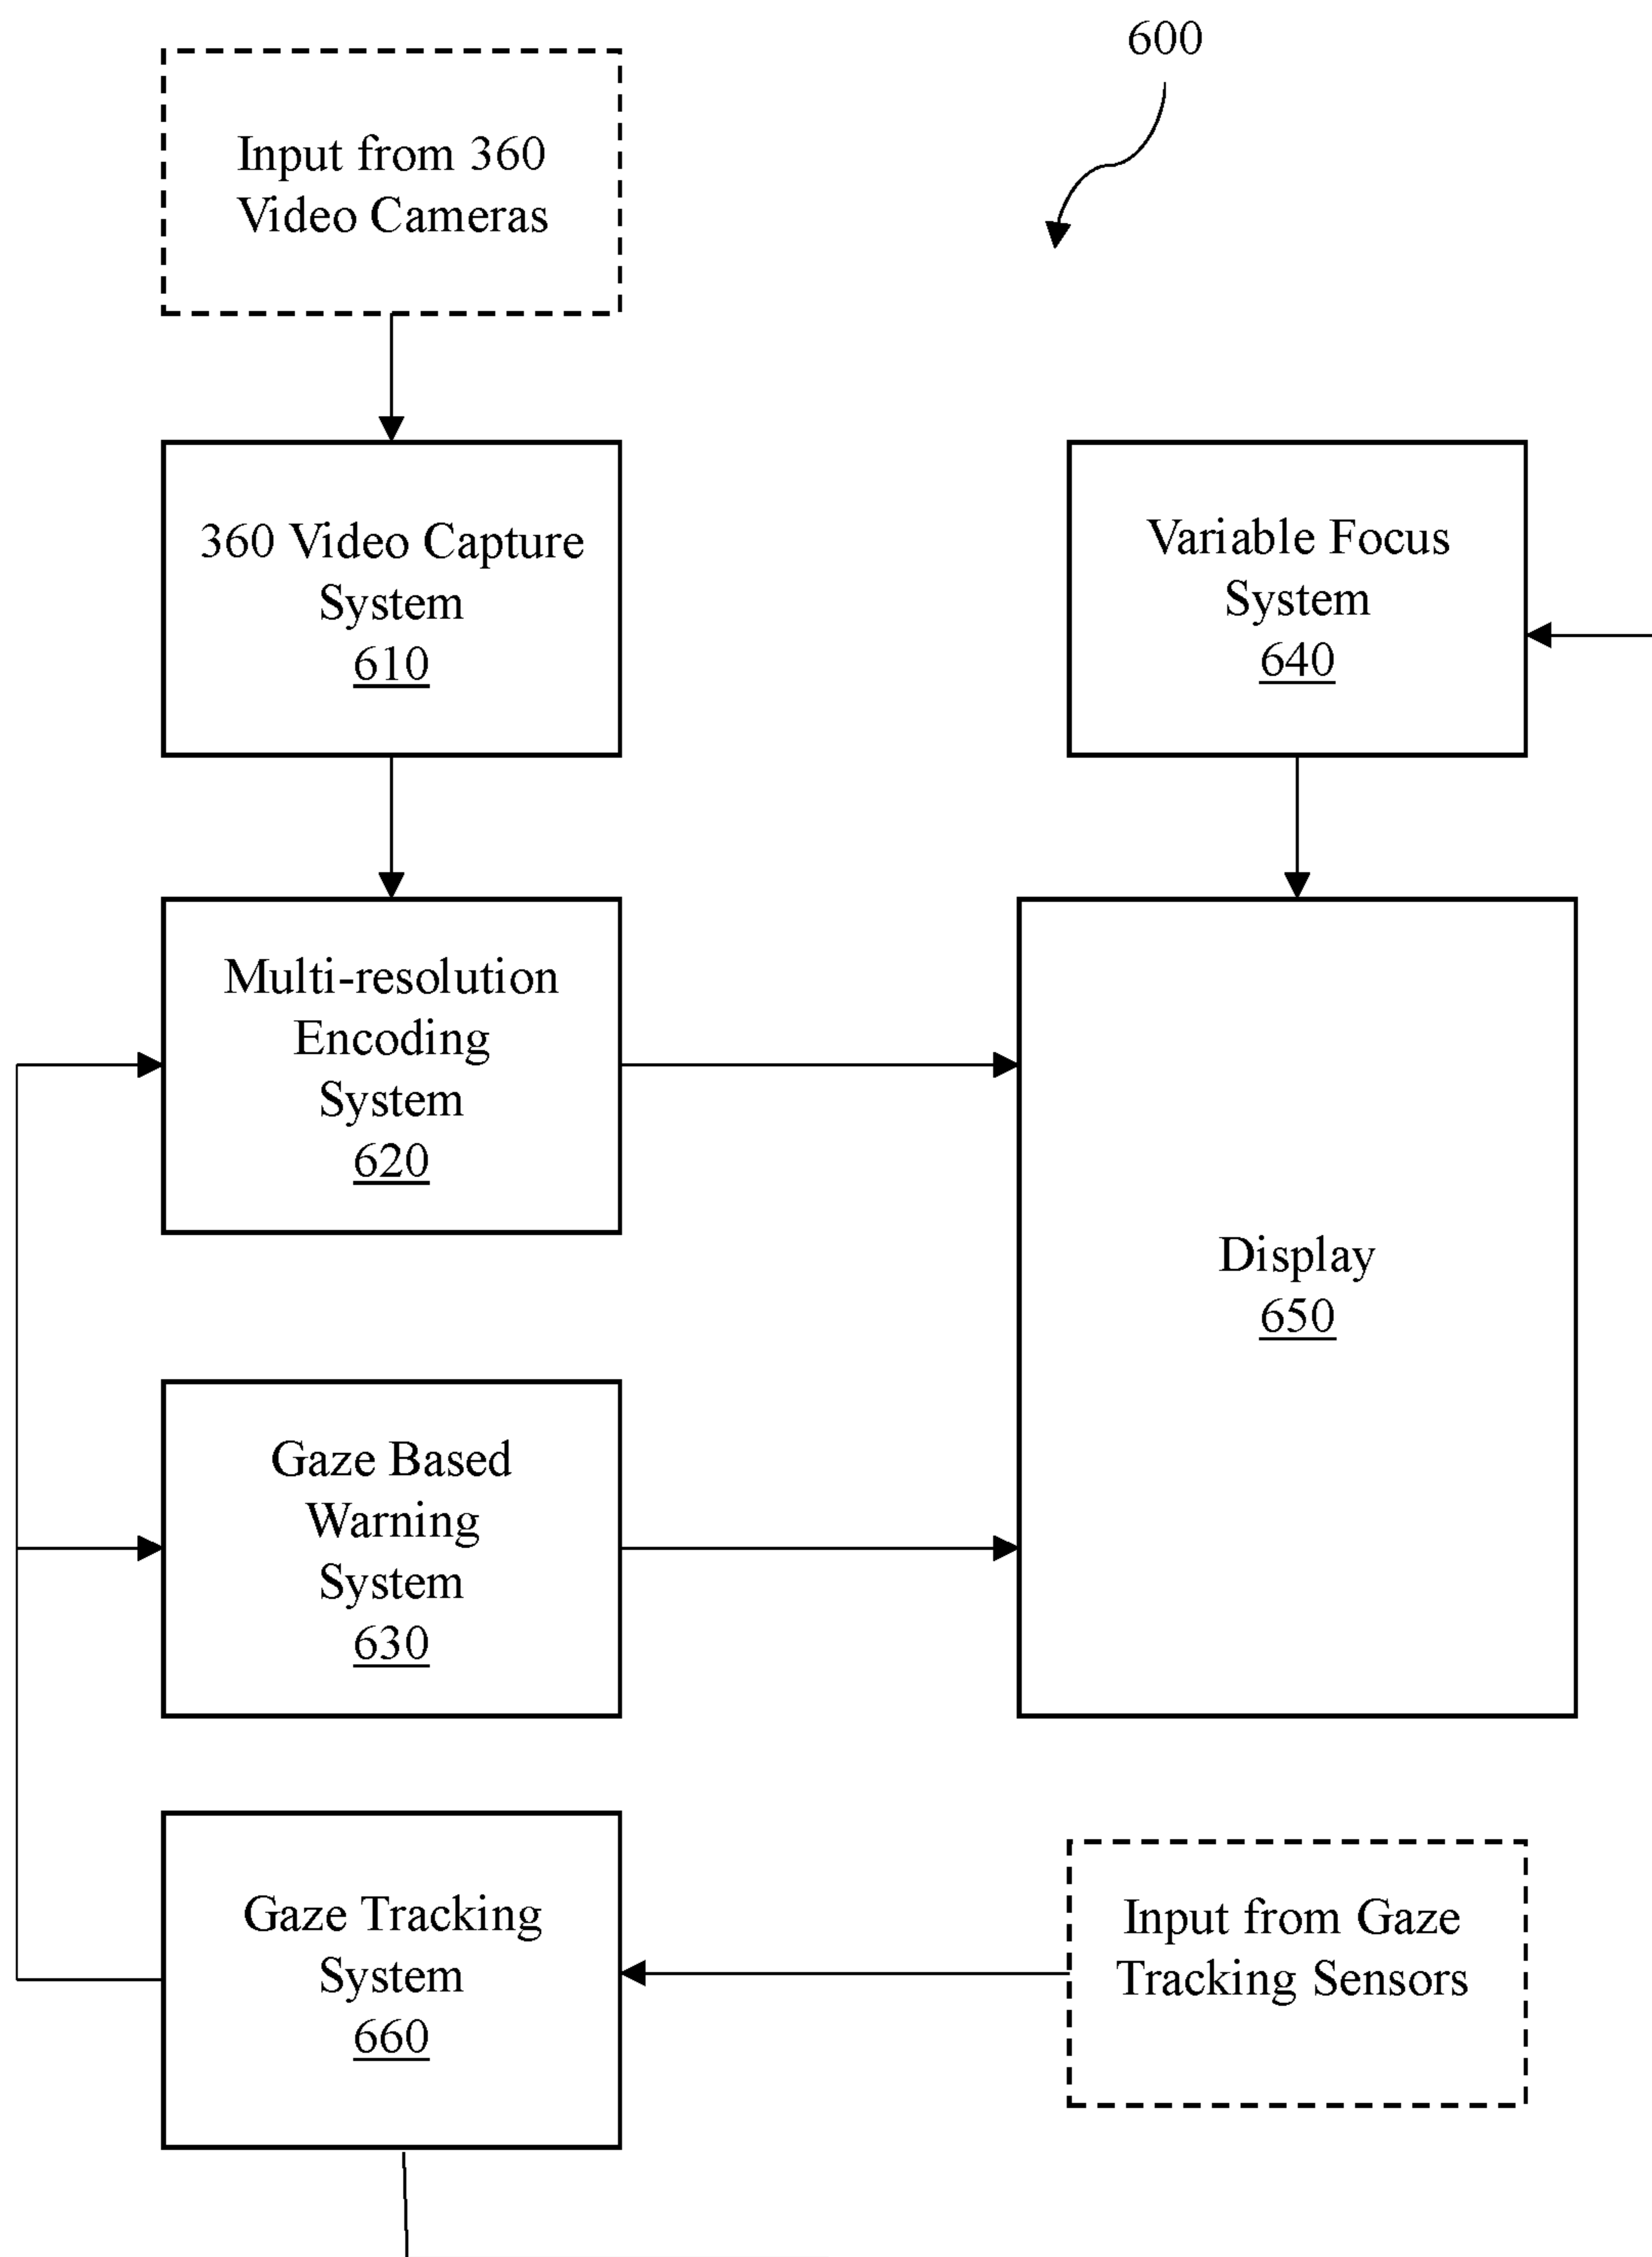 600
Input from 360
Video Cameras
360 Video Capture
System
610
Variable Focus
System
640
Multi-resolution
Encoding
System
620
Display
650
Gaze Based
Warning
System
630
Gaze Tracking
System
660
Input from Gaze
Tracking Sensors